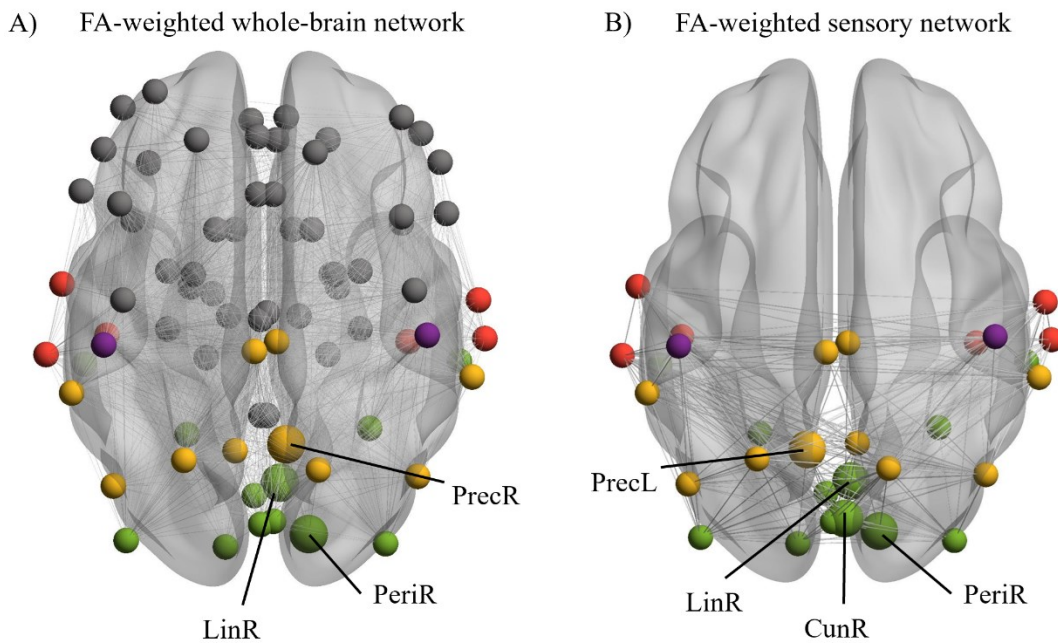 A) FA-weighted whole-brain network
B) FA-weighted sensory network
PrecR
LinR
PeriR
PrecL
LinR
CunR
PeriR